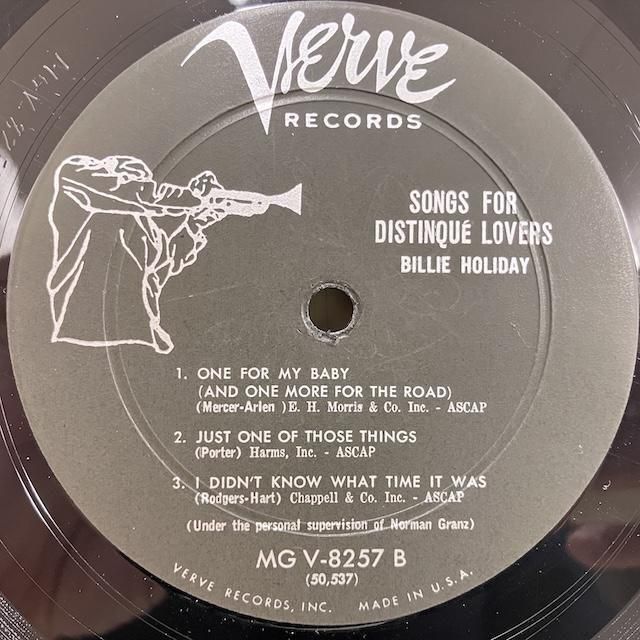 Verve
RECORDS
SONGS FOR
DISTINQUÉ LOVERS
BILLIE HOLIDAY
1. ONE FOR MY BABY
(AND ONE MORE FOR THE ROAD)
(Mercer-Arlen ) E. H. Morris & Co. Inc. - ASCAP
2. JUST ONE OF THOSE THINGS
(Porter) Harms, Inc. - ASCAP
3. I DIDN'T KNOW WHAT TIME IT WAS
(Rodgers-Hart) Chappell & Co. Inc. - ASCAP
(Under the personal supervision of Norman Granz)
MG V-8257 B
(50,537)
VERVE RECORDS, INC. MADE IN U.S.A.